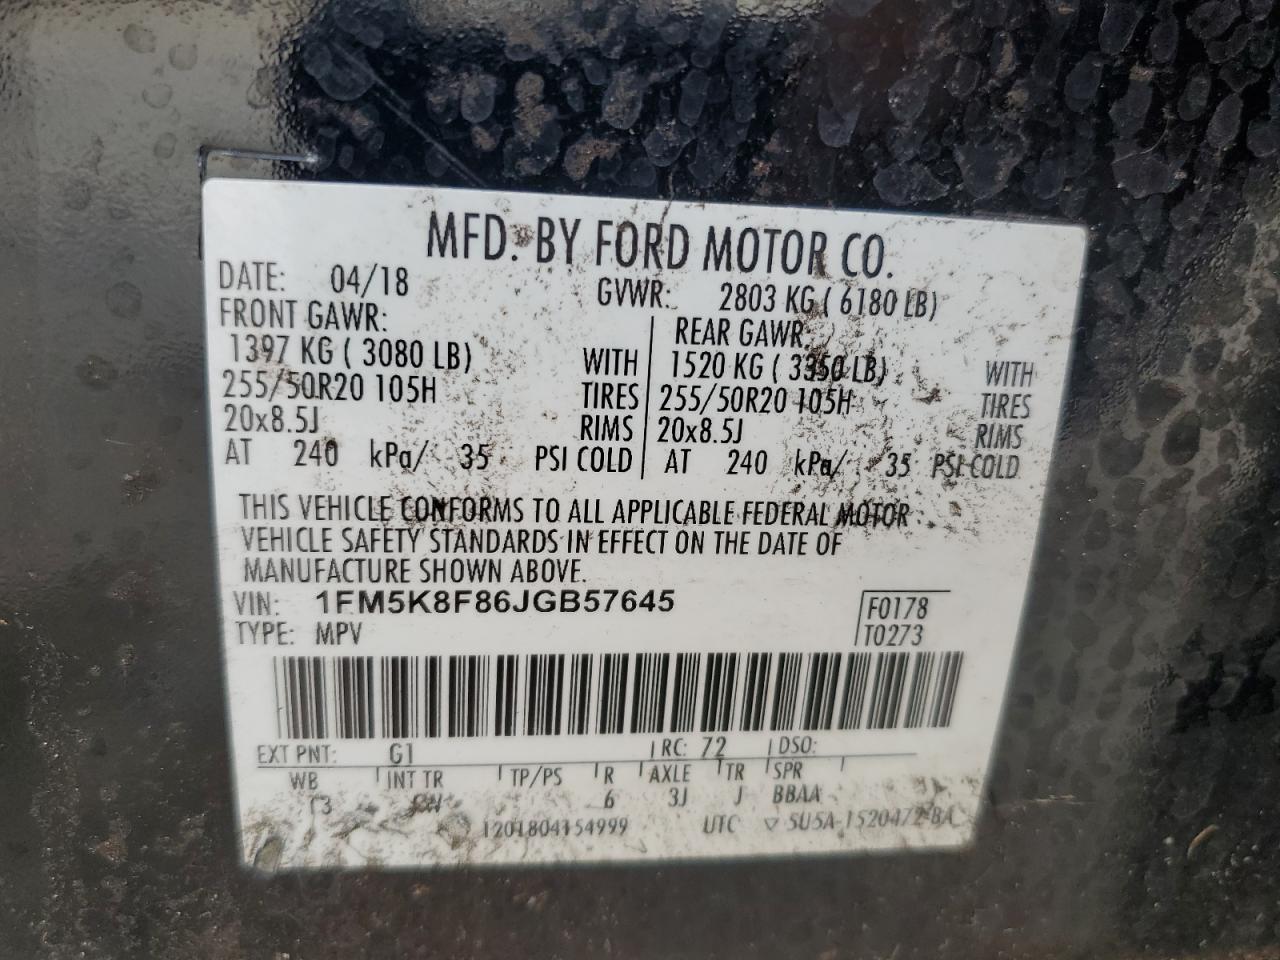 MFD. BY FORD MOTOR CO.
DATE: 04/18 GVWR: 2803 KG ( 6180 LB)
FRONT GAWR: REAR GAWR:
1397 KG ( 3080 LB) WITH 1520 KG ( 3350 LB) WITH
255/50R20 105H TIRES 255/50R20 105H TIRES
20x8.5J RIMS 20x8.5J RIMS
AT 240 kPa/ 35 PSI COLD AT 240 kPa/ 35 PSI COLD
THIS VEHICLE CONFORMS TO ALL APPLICABLE FEDERAL MOTOR
VEHICLE SAFETY STANDARDS IN EFFECT ON THE DATE OF
MANUFACTURE SHOWN ABOVE.
VIN: 1FM5K8F86JGB57645 F0178
TYPE: MPV T0273
EXT PNT: G1 RC: 72 DSO:
WB INT TR TP/PS R AXLE TR SPR
T3 6 3J J BBAA
1201804154999 UTC ▽ 5U5A-1520472-BA